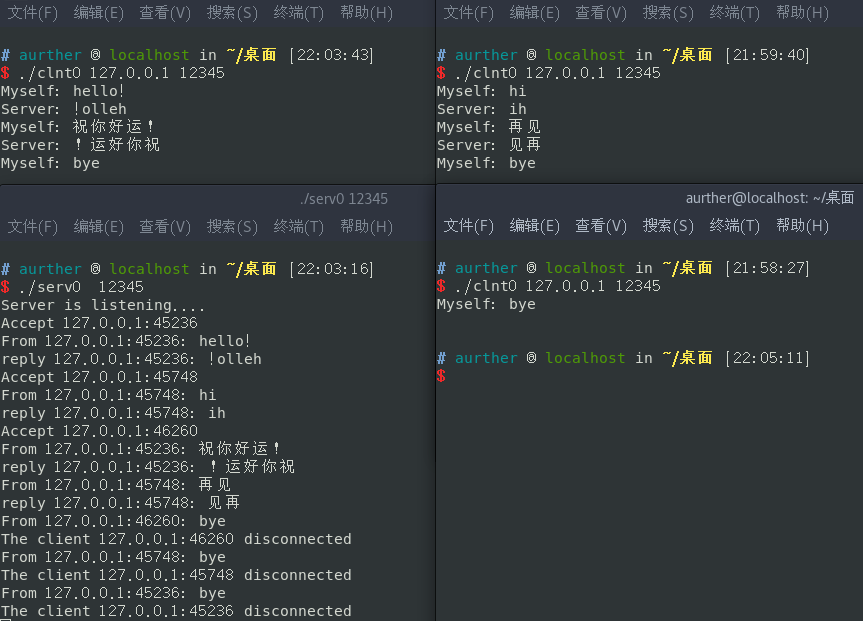 文件(F) 编辑(E) 查看(V) 搜索(S) 终端(T) 帮助(H)
# aurther @ localhost in ~/桌面 [22:03:43]
$ ./clnt0 127.0.0.1 12345
Myself: hello!
Server: !olleh
Myself: 祝你好运！
Server: ！运好你祝
Myself: bye
文件(F) 编辑(E) 查看(V) 搜索(S) 终端(T) 帮助(H)
# aurther @ localhost in ~/桌面 [21:59:40]
$ ./clnt0 127.0.0.1 12345
Myself: hi
Server: ih
Myself: 再见
Server: 见再
Myself: bye
./serv0 12345
文件(F) 编辑(E) 查看(V) 搜索(S) 终端(T) 帮助(H)
# aurther @ localhost in ~/桌面 [22:03:16]
$ ./serv0  12345
Server is listening....
Accept 127.0.0.1:45236
From 127.0.0.1:45236: hello!
reply 127.0.0.1:45236: !olleh
Accept 127.0.0.1:45748
From 127.0.0.1:45748: hi
reply 127.0.0.1:45748: ih
Accept 127.0.0.1:46260
From 127.0.0.1:45236: 祝你好运！
reply 127.0.0.1:45236: ！运好你祝
From 127.0.0.1:45748: 再见
reply 127.0.0.1:45748: 见再
From 127.0.0.1:46260: bye
The client 127.0.0.1:46260 disconnected
From 127.0.0.1:45748: bye
The client 127.0.0.1:45748 disconnected
From 127.0.0.1:45236: bye
The client 127.0.0.1:45236 disconnected
aurther@localhost: ~/桌面
文件(F) 编辑(E) 查看(V) 搜索(S) 终端(T) 帮助(H)
# aurther @ localhost in ~/桌面 [21:58:27]
$ ./clnt0 127.0.0.1 12345
Myself: bye
# aurther @ localhost in ~/桌面 [22:05:11]
$